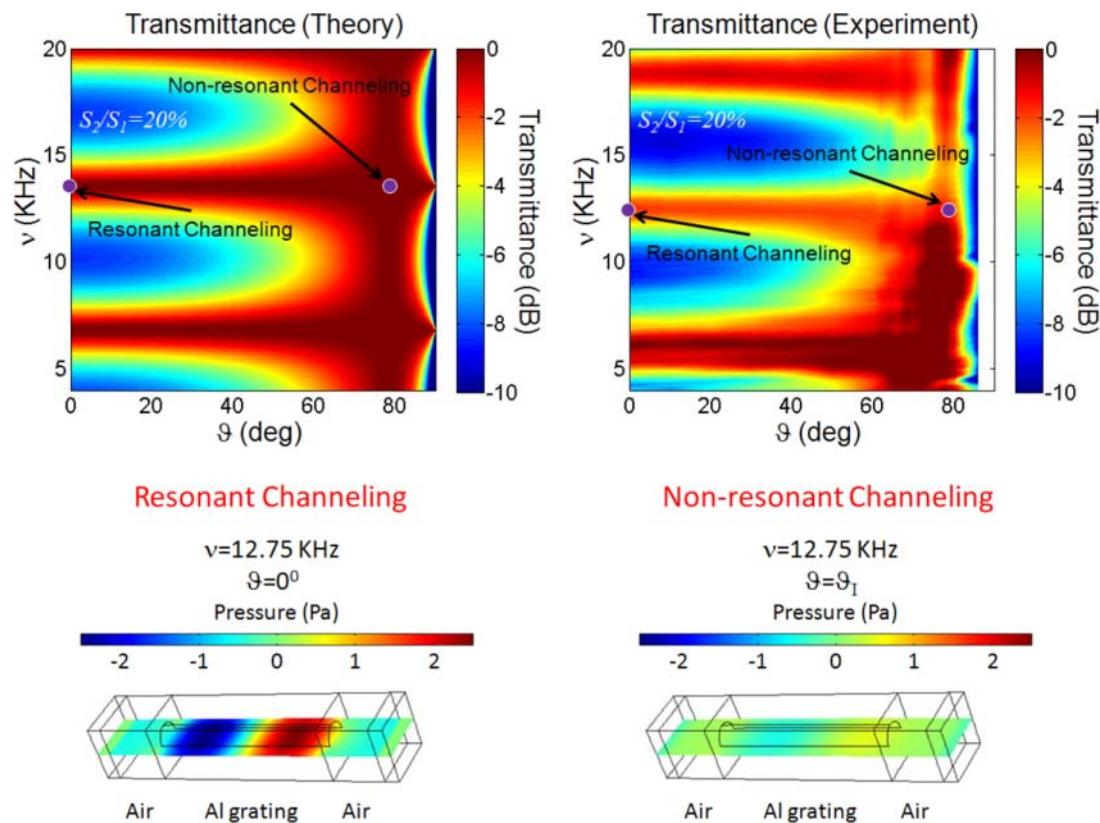 Transmittance (Theory)
Transmittance (Experiment)
20
15
10
5
ν (KHz)
0
20
40
60
80
ϑ (deg)
Non-resonant Channeling
S₂/S₁=20%
Resonant Channeling
0
-2
-4
-6
-8
-10
Transmittance (dB)
20
15
10
5
ν (KHz)
0
20
40
60
80
ϑ (deg)
S₂/S₁=20%
Non-resonant Channeling
Resonant Channeling
0
-2
-4
-6
-8
-10
Transmittance (dB)
Resonant Channeling
ν=12.75 KHz
ϑ=0⁰
Pressure (Pa)
-2 -1 0 1 2
Air Al grating Air
Non-resonant Channeling
ν=12.75 KHz
ϑ=ϑ_I
Pressure (Pa)
-2 -1 0 1 2
Air Al grating Air